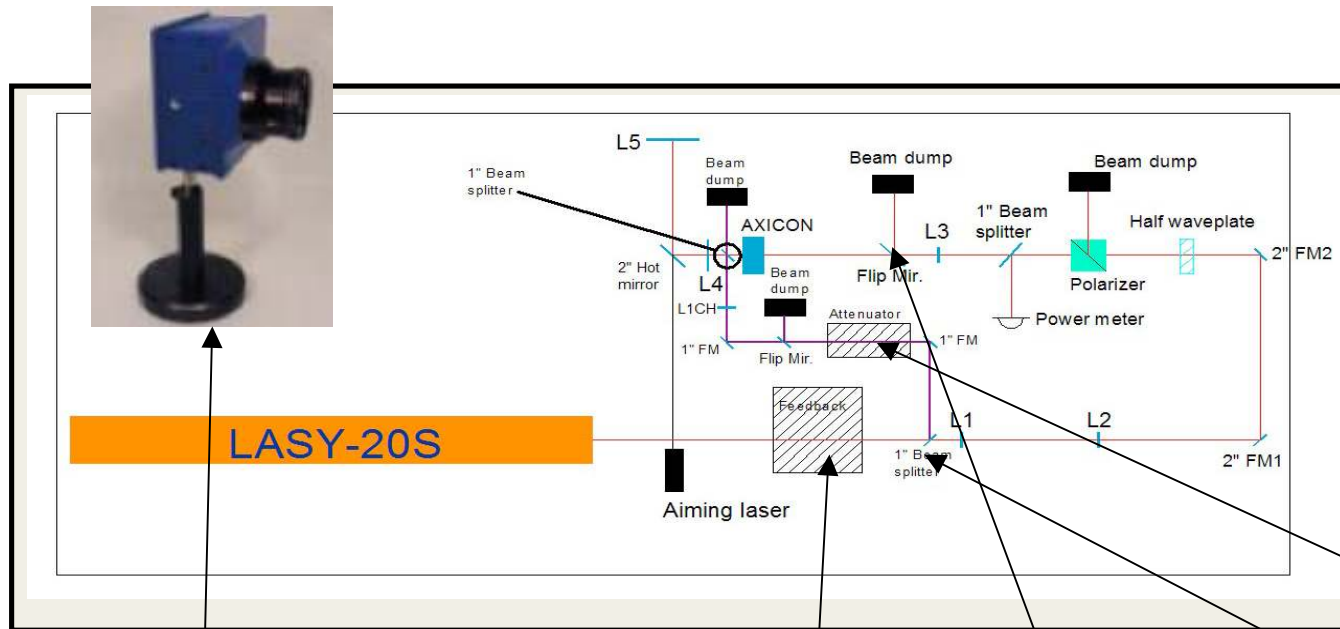 L5
1" Beam
splitter
Beam
dump
Beam dump
Beam dump
AXICON
L3
1" Beam
splitter
Half waveplate
2" Hot
mirror
L4
Beam
dump
Flip Mir.
Polarizer
2" FM2
L1CH
Attenuator
Power meter
1" FM
Flip Mir.
1" FM
Feedback
LASY-20S
L1
L2
1" Beam
splitter
2" FM1
Aiming laser